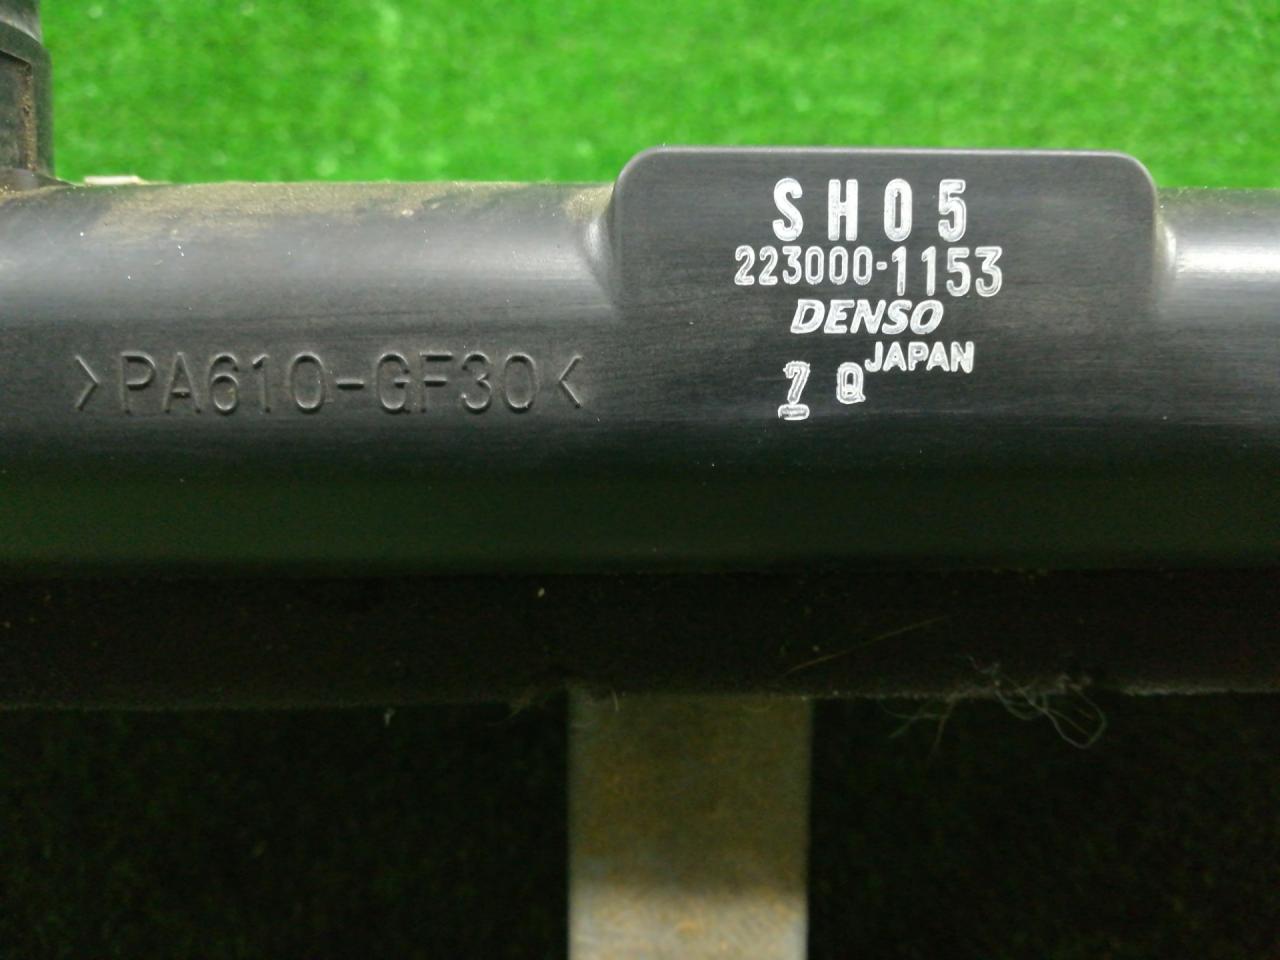 SH05
223000-1153
DENSO
JAPAN
7 Q
>PA610-GF30<